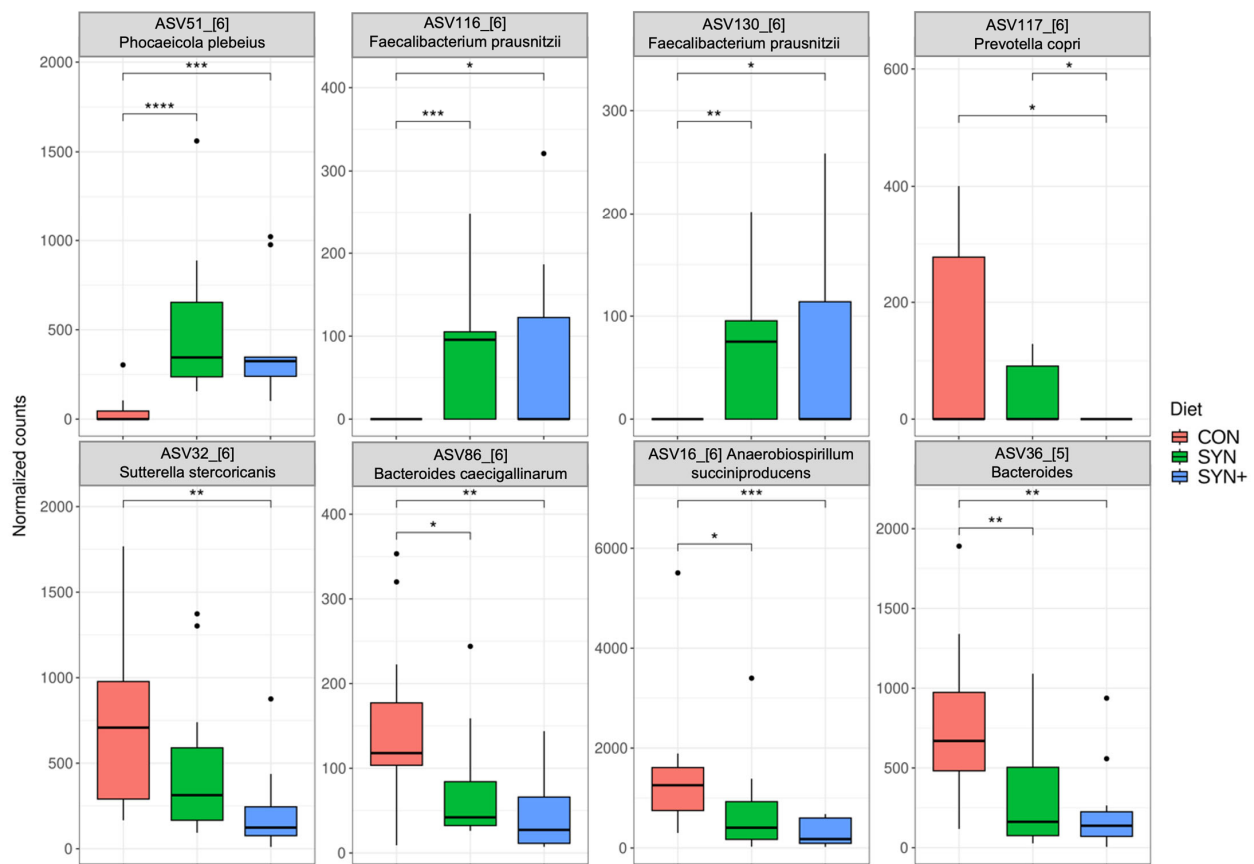 ASV51_[6]
Phocaeicola plebeius
ASV116_[6]
Faecalibacterium prausnitzii
ASV130_[6]
Faecalibacterium prausnitzii
ASV117_[6]
Prevotella copri
2000
1500
1000
500
0
***
****
400
300
200
100
0
*
***
300
200
100
0
*
**
600
400
200
0
*
*
Normalized counts
ASV32_[6]
Sutterella stercoricanis
ASV86_[6]
Bacteroides caecigallinarum
ASV16_[6] Anaerobiospirillum
succiniproducens
ASV36_[5]
Bacteroides
2000
1500
1000
500
0
**
400
300
200
100
0
**
*
6000
4000
2000
0
***
*
2000
1500
1000
500
0
**
**
Diet
CON
SYN
SYN+